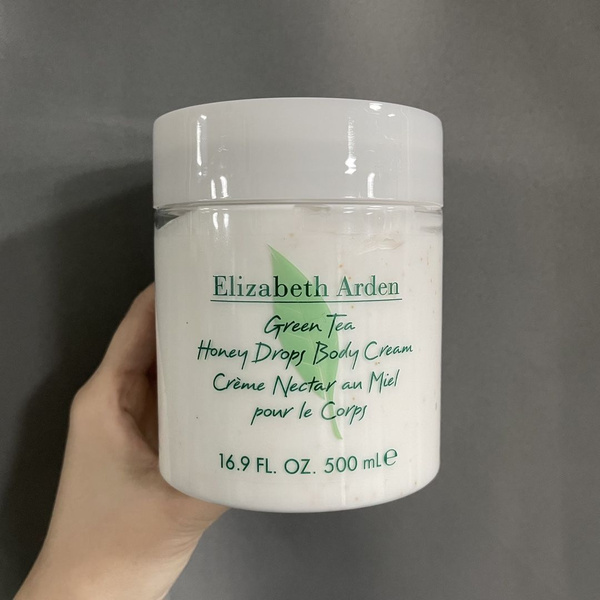 Elizabeth Arden
Green Tea
Honey Drops Body Cream
Crème Nectar au Miel
pour le Corps
16.9 FL. OZ. 500 mL℮